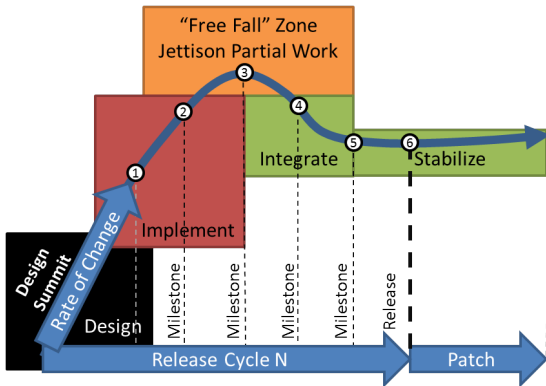 “Free Fall” Zone
Jettison Partial Work
3
2
4
1
5
6
Integrate
Stabilize
Implement
Design
Summit
Rate of Change
Design
Milestone
Milestone
Milestone
Milestone
Release
Release Cycle N
Patch